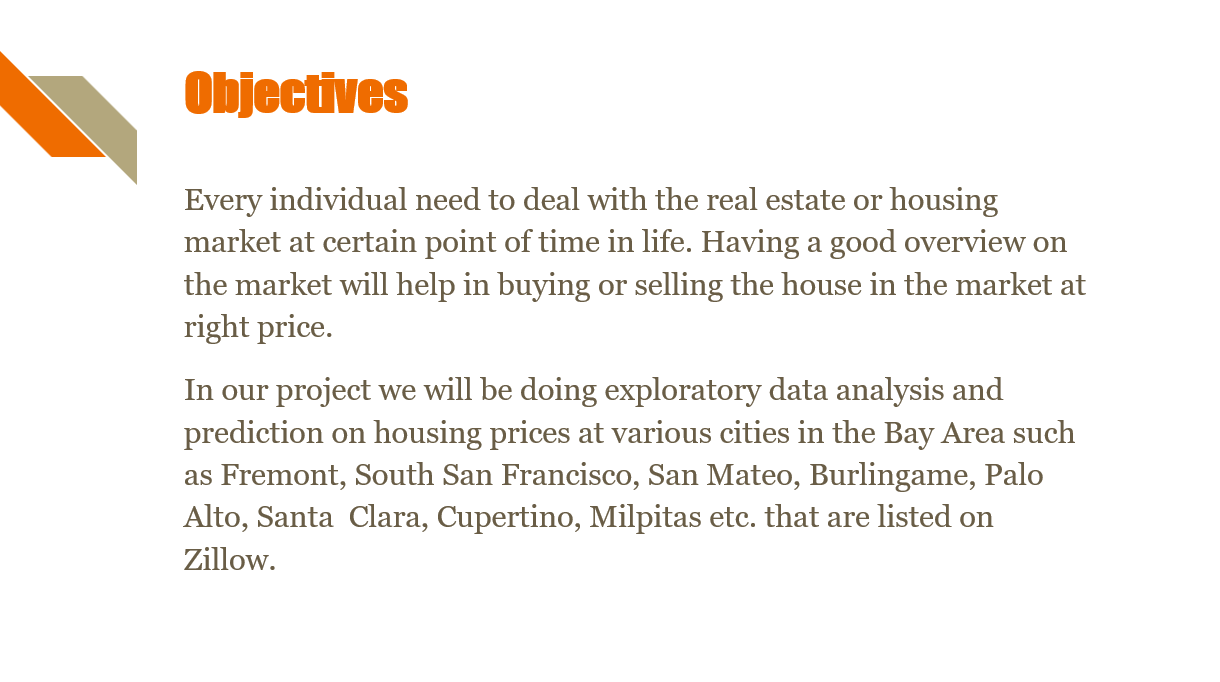 Objectives
Every individual need to deal with the real estate or housing
market at certain point of time in life. Having a good overview on
the market will help in buying or selling the house in the market at
right price.
In our project we will be doing exploratory data analysis and
prediction on housing prices at various cities in the Bay Area such
as Fremont, South San Francisco, San Mateo, Burlingame, Palo
Alto, Santa  Clara, Cupertino, Milpitas etc. that are listed on
Zillow.